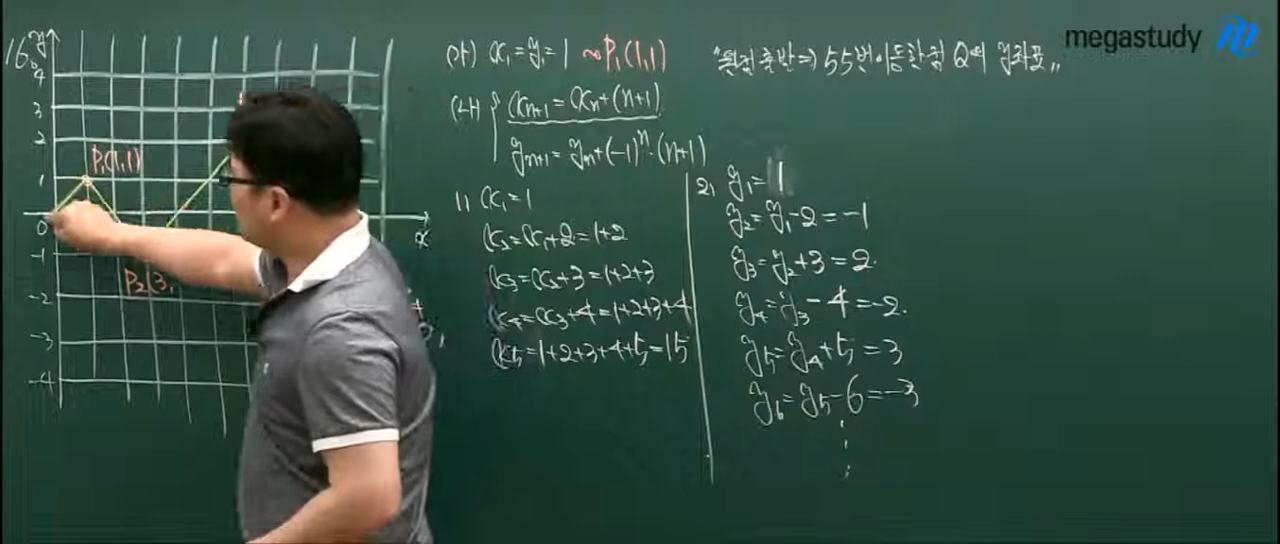 16.
y
4
3
2
1
0
-1
-2
-3
-4
x
P₁(1,1)
P₂(3,
(가) x₁=y₁=1 ~P₁(1,1)
(나) { xₙ₊₁=xₙ+(n+1)
yₙ₊₁=yₙ+(-1)ⁿ·(n+1)
1) x₁=1
x₂=x₁+2=1+2
x₃=x₂+3=1+2+3
x₄=x₃+4=1+2+3+4
x₅=1+2+3+4+5=15
"원점 출발⇒55번 이동한 점 Q의 y좌표"
2) y₁=1
y₂=y₁-2=-1
y₃=y₂+3=2.
y₄=y₃-4=-2.
y₅=y₄+5=3
y₆=y₅-6=-3
⋮
megastudy